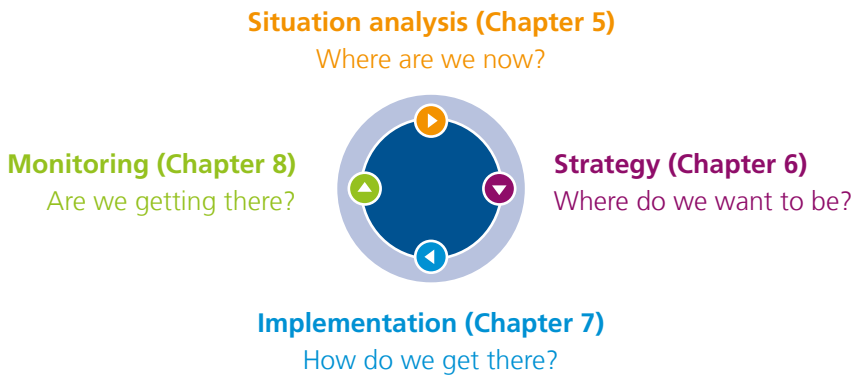 Situation analysis (Chapter 5)
Where are we now?
Monitoring (Chapter 8)
Are we getting there?
Strategy (Chapter 6)
Where do we want to be?
Implementation (Chapter 7)
How do we get there?